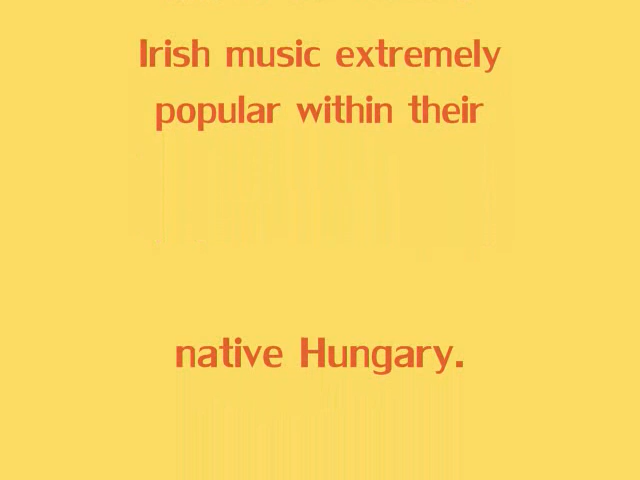 Irish music extremely
popular within their
native Hungary.